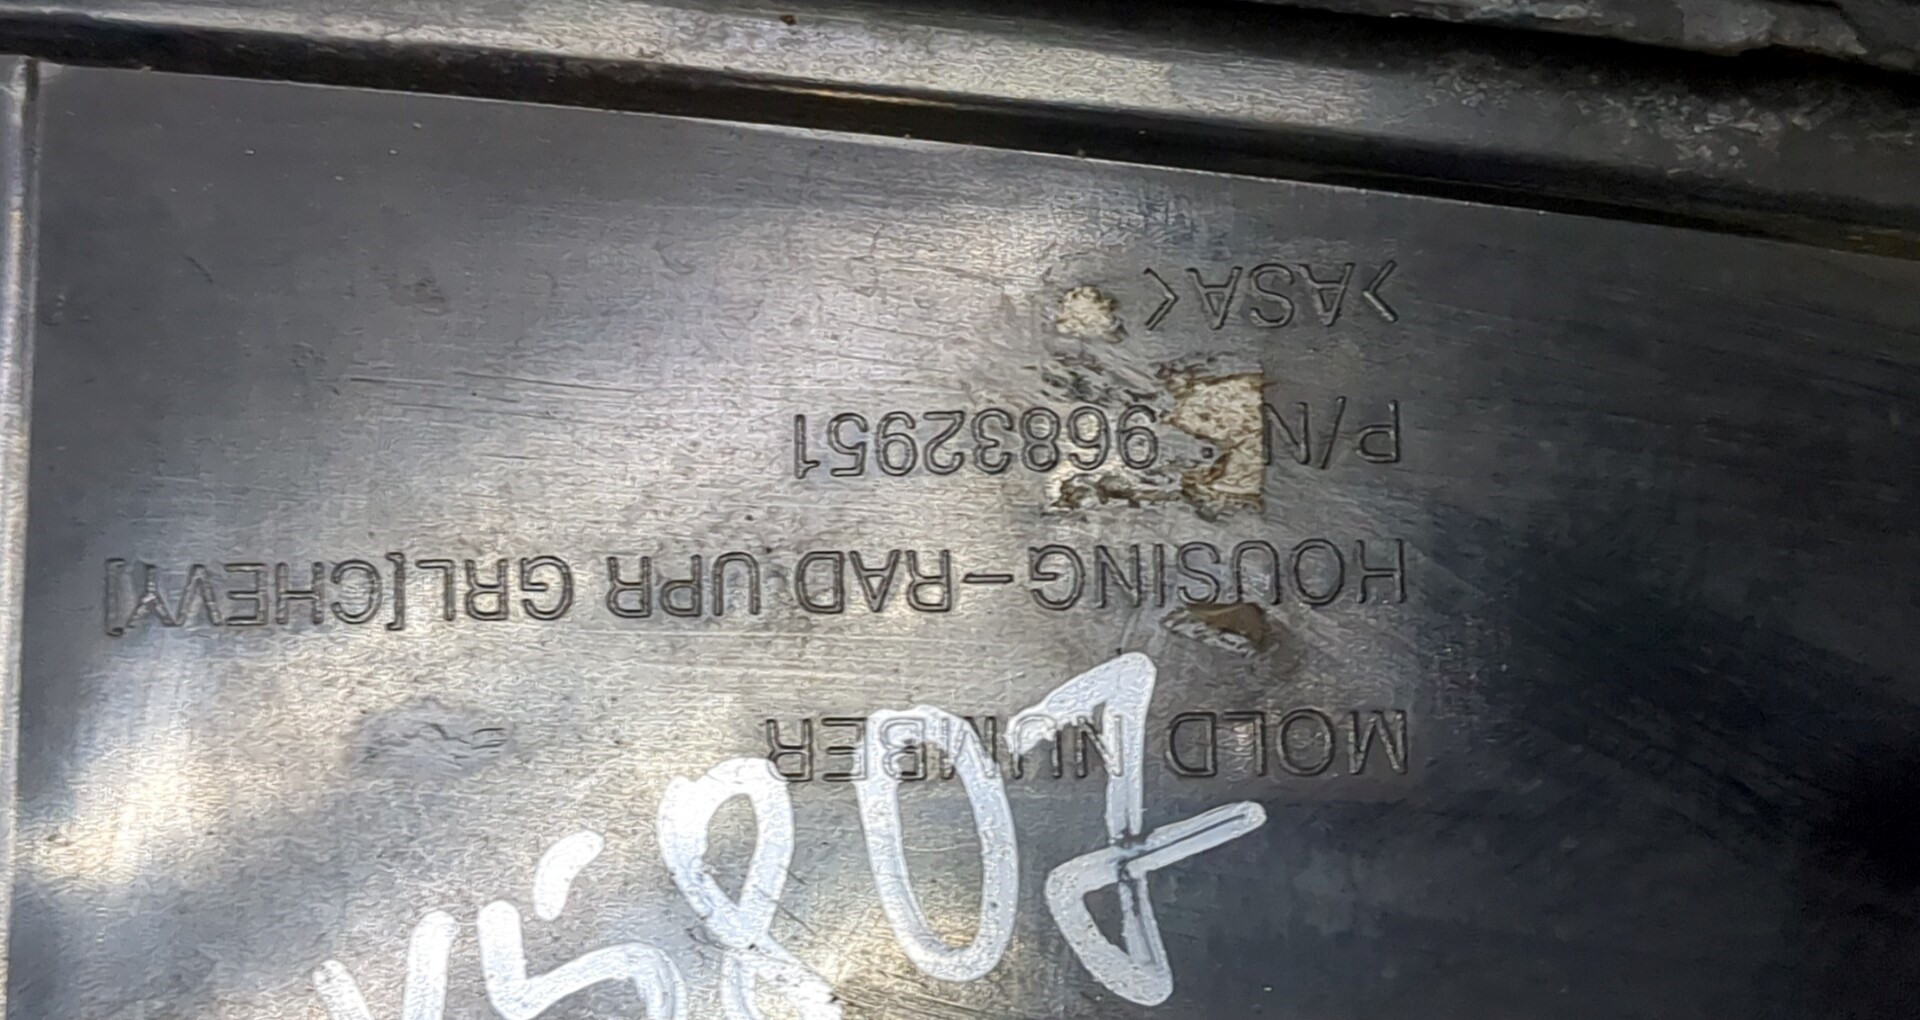 MOLD NUMBER
HOUSING-RAD UPR GRL[CHEVY]
P/N 96832951
>ASA<